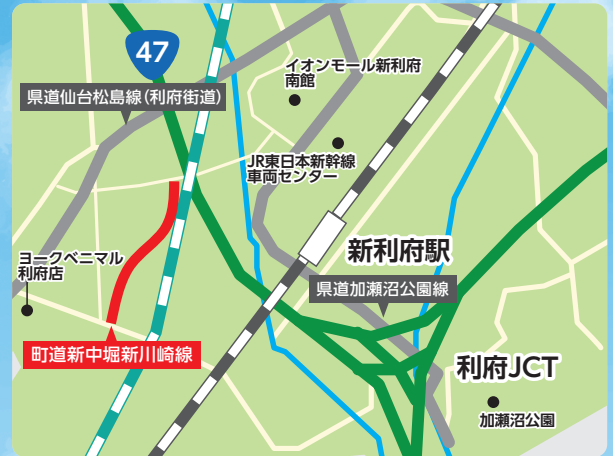 47
イオンモール新利府
南館
県道仙台松島線(利府街道)
JR東日本新幹線
車両センター
ヨークベニマル
利府店
新利府駅
県道加瀬沼公園線
町道新中堀新川崎線
利府JCT
加瀬沼公園